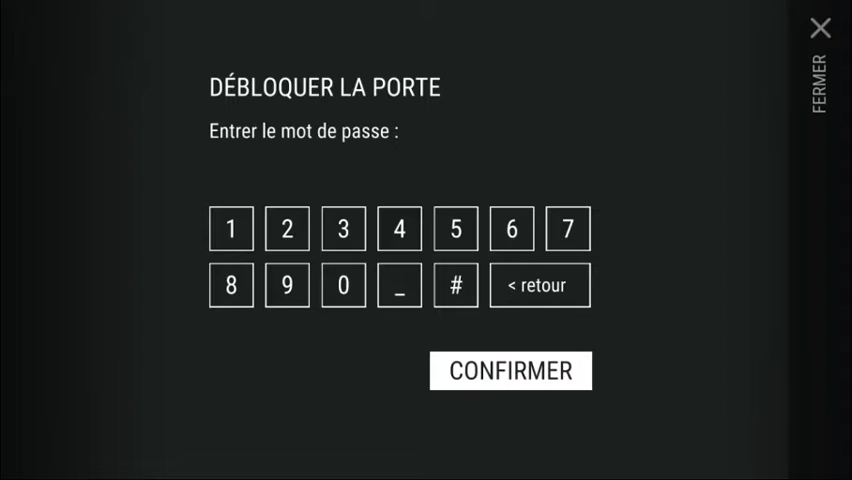 DÉBLOQUER LA PORTE
Entrer le mot de passe :
1 2 3 4 5 6 7
8 9 0 _ # < retour
CONFIRMER
FERMER